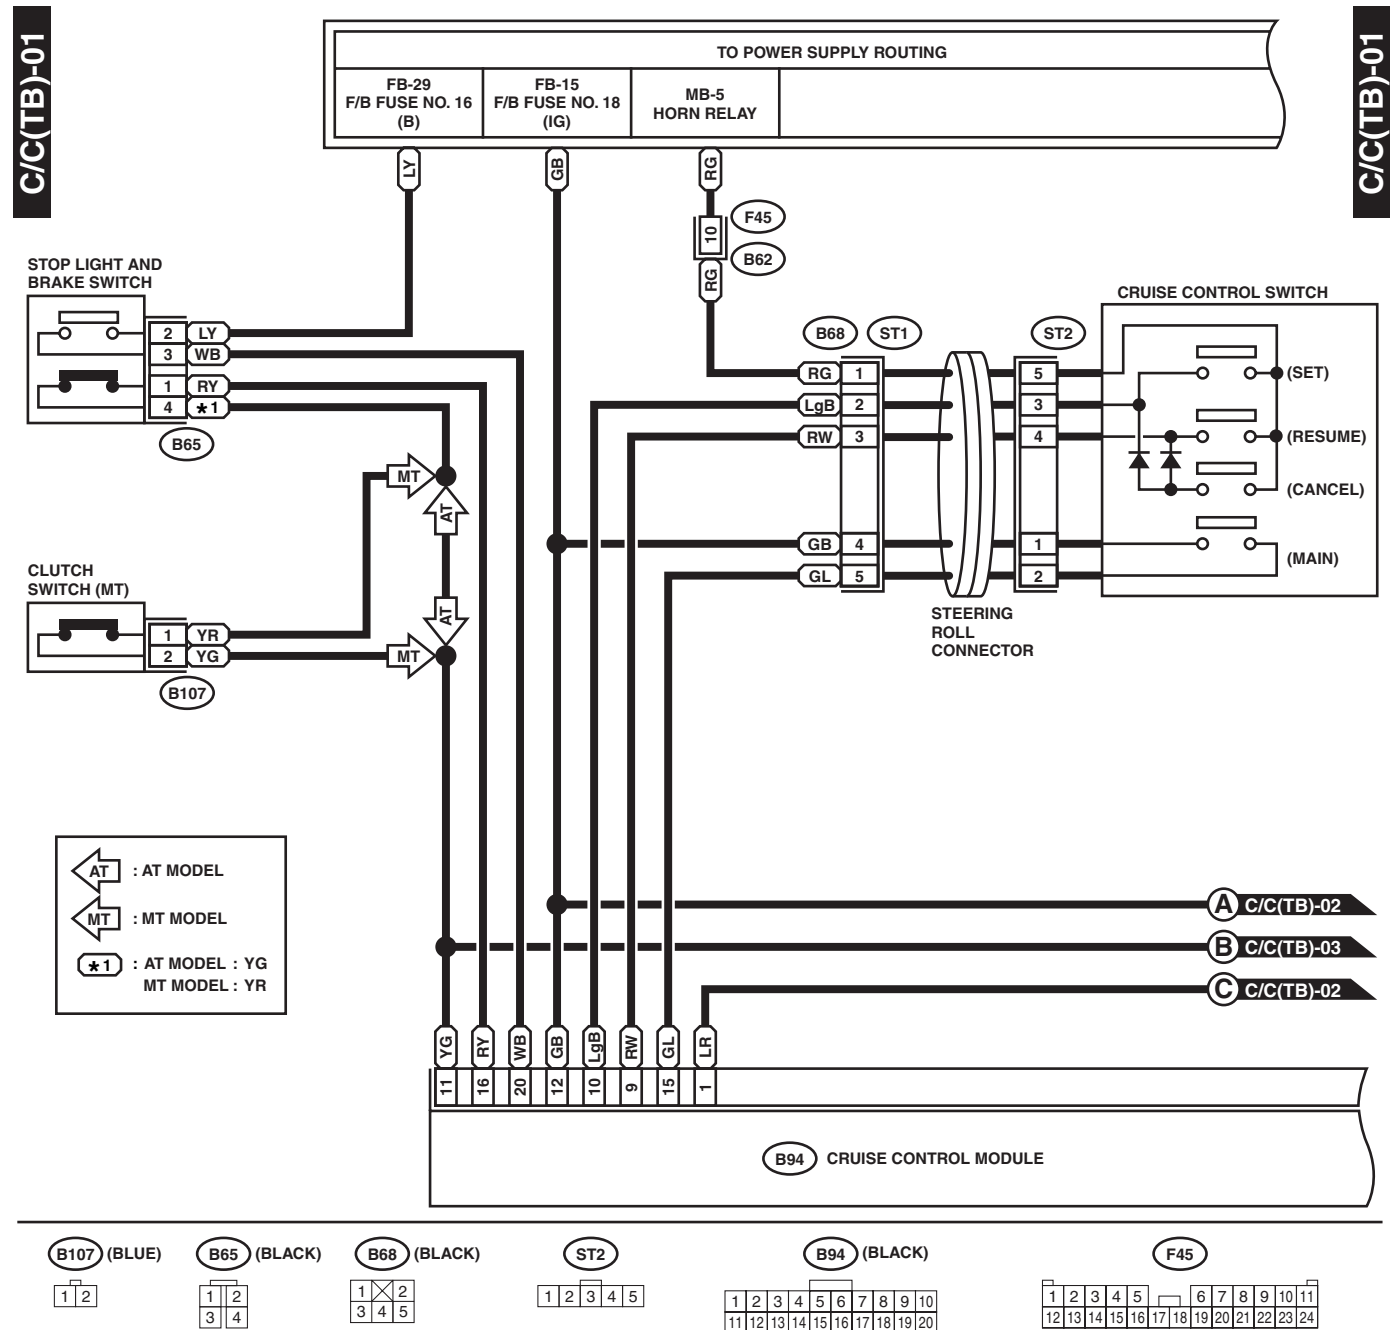 C/C(TB)-01
C/C(TB)-01
TO POWER SUPPLY ROUTING
FB-29
F/B FUSE NO. 16
(B)
FB-15
F/B FUSE NO. 18
(IG)
MB-5
HORN RELAY
LY
GB
RG
10
F45
B62
RG
STOP LIGHT AND
BRAKE SWITCH
2 LY
3 WB
1 RY
4 *1
B65
CRUISE CONTROL SWITCH
B68
ST1
ST2
RG 1
LgB 2
RW 3
GB 4
GL 5
5
3
4
1
2
(SET)
(RESUME)
(CANCEL)
(MAIN)
STEERING
ROLL
CONNECTOR
MT
AT
AT
MT
CLUTCH
SWITCH (MT)
1 YR
2 YG
B107
AT : AT MODEL
MT : MT MODEL
*1 : AT MODEL : YG
MT MODEL : YR
A C/C(TB)-02
B C/C(TB)-03
C C/C(TB)-02
YG RY WB GB LgB RW GL LR
11 16 20 12 10 9 15 1
B94 CRUISE CONTROL MODULE
B107 (BLUE)
1 2
B65 (BLACK)
1 2
3 4
B68 (BLACK)
1 2
3 4 5
ST2
1 2 3 4 5
B94 (BLACK)
1 2 3 4 5 6 7 8 9 10
11 12 13 14 15 16 17 18 19 20
F45
1 2 3 4 5 6 7 8 9 10 11
12 13 14 15 16 17 18 19 20 21 22 23 24